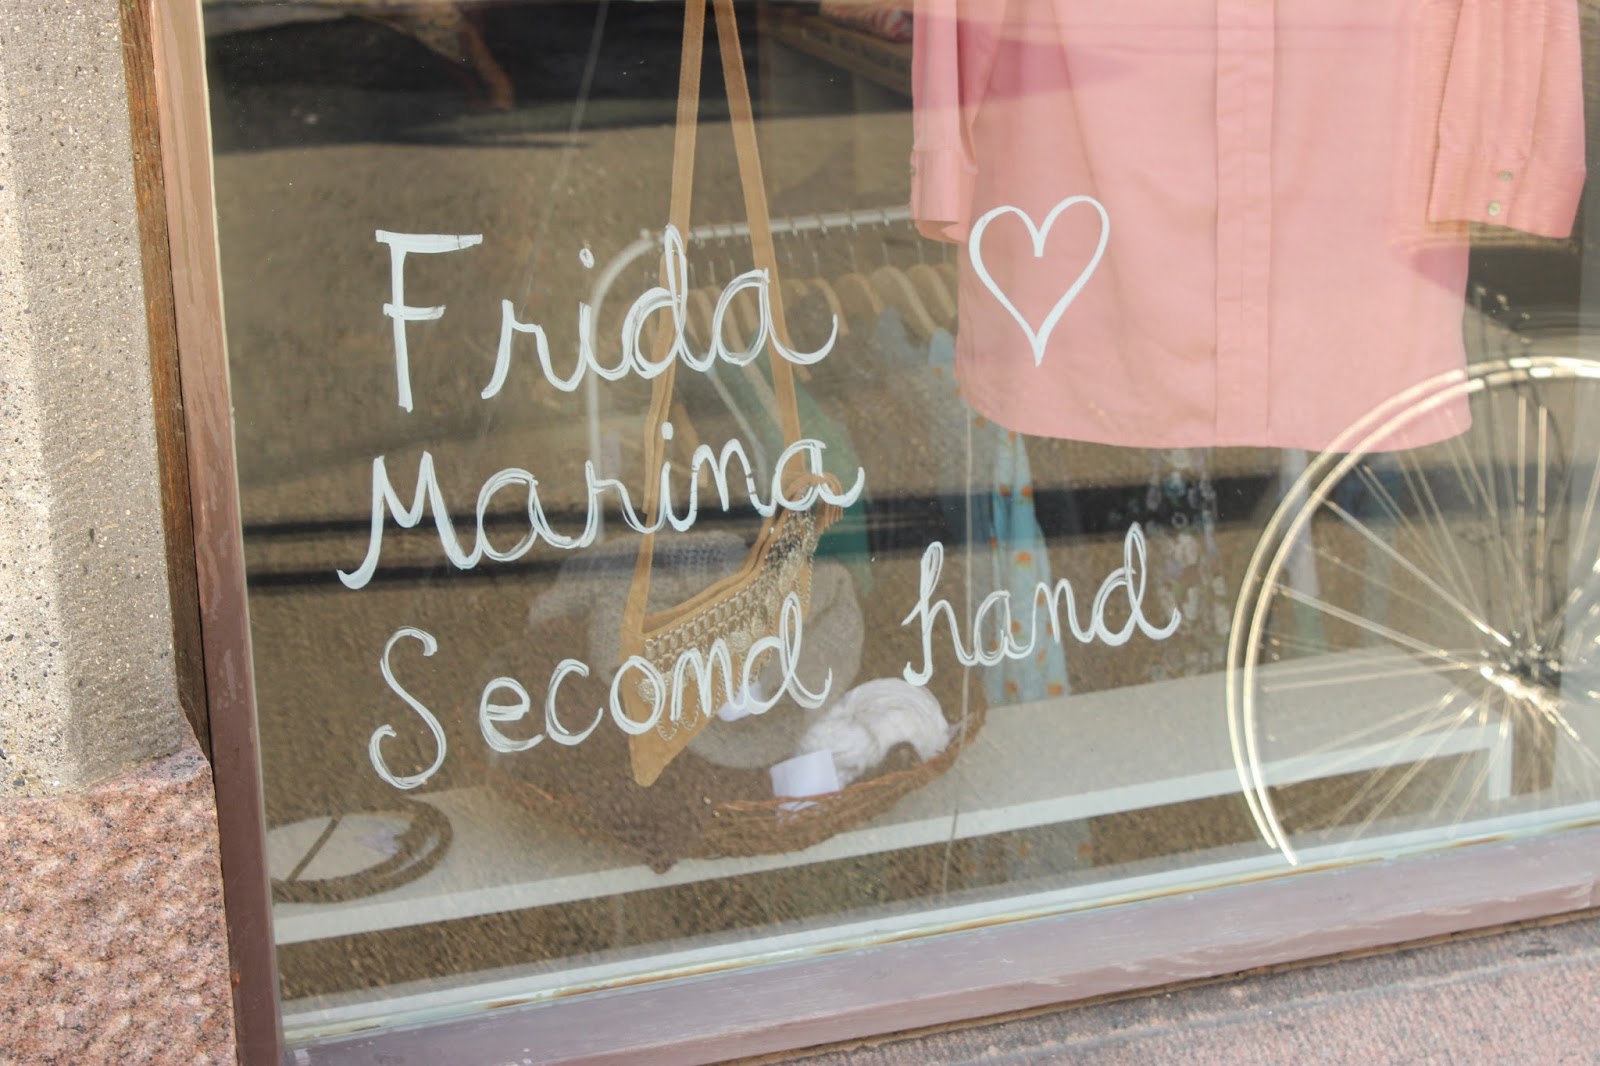 Frida
Marina
Second hand